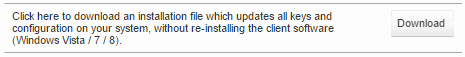 Click here to download an installation file which updates all keys and
configuration on your system, without re-installing the client software
(Windows Vista / 7 / 8).
Download